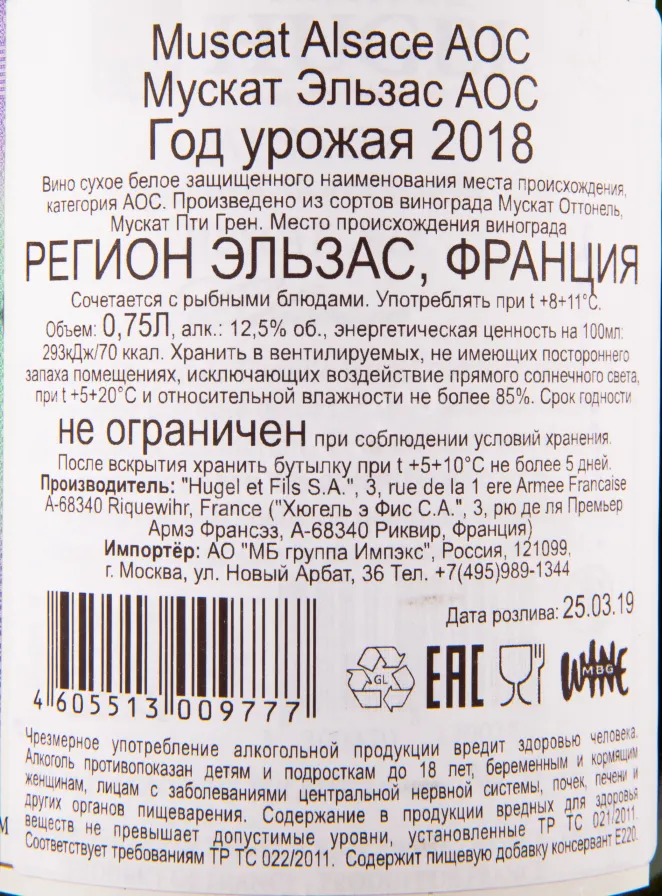 Muscat Alsace AOC
Мускат Эльзас АОС
Год урожая 2018
Вино сухое белое защищенного наименования места происхождения,
категория АОС. Произведено из сортов винограда Мускат Оттонель,
Мускат Пти Грен. Место происхождения винограда
РЕГИОН ЭЛЬЗАС, ФРАНЦИЯ
Сочетается с рыбными блюдами. Употреблять при t +8+11°С.
Объем: 0,75Л, алк.: 12,5% об., энергетическая ценность на 100мл:
293кДж/70 ккал. Хранить в вентилируемых, не имеющих постороннего
запаха помещениях, исключающих воздействие прямого солнечного света,
при t +5+20°С и относительной влажности не более 85%. Срок годности
не ограничен при соблюдении условий хранения.
После вскрытия хранить бутылку при t +5+10°С не более 5 дней.
Производитель: "Hugel et Fils S.A.", 3, rue de la 1 ere Armee Francaise
A-68340 Riquewihr, France ("Хюгель э Фис С.А.", 3, рю де ля Премьер
Армэ Франсэз, А-68340 Риквир, Франция)
Импортёр: АО "МБ группа Импэкс", Россия, 121099,
г. Москва, ул. Новый Арбат, 36 Тел. +7(495)989-1344
Дата розлива: 25.03.19
GL
EAC
WINE
MBG
4 605513 009777
Чрезмерное употребление алкогольной продукции вредит здоровью человека.
Алкоголь противопоказан детям и подросткам до 18 лет, беременным и кормящим
женщинам, лицам с заболеваниями центральной нервной системы, почек, печени и
других органов пищеварения. Содержание в продукции вредных для здоровья
веществ не превышает допустимые уровни, установленные ТР ТС 021/2011.
Соответствует требованиям ТР ТС 022/2011. Содержит пищевую добавку консервант Е220.